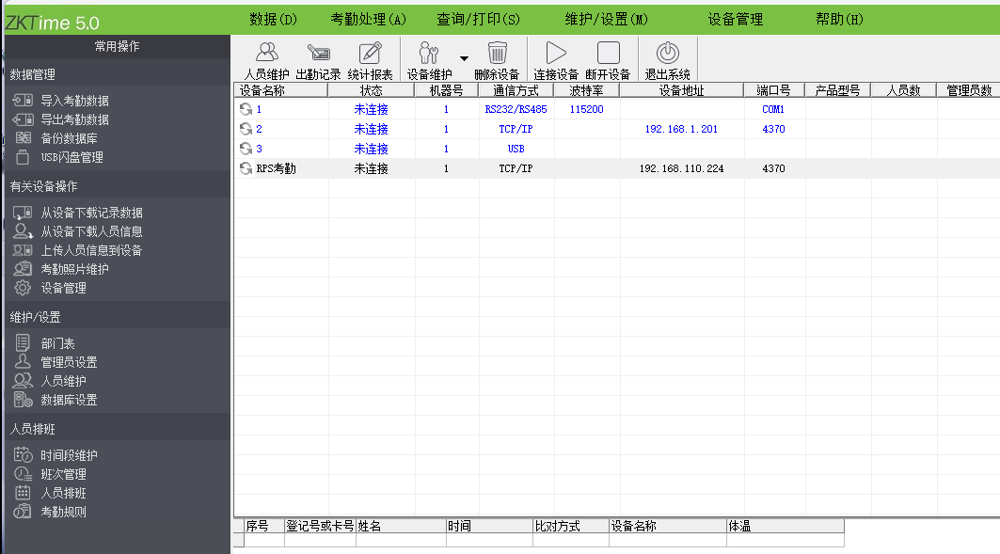 ZKTime 5.0
数据(D) 考勤处理(A) 查询/打印(S) 维护/设置(M) 设备管理 帮助(H)
常用操作
数据管理
导入考勤数据
导出考勤数据
备份数据库
USB闪盘管理
有关设备操作
从设备下载记录数据
从设备下载人员信息
上传人员信息到设备
考勤照片维护
设备管理
维护/设置
部门表
管理员设置
人员维护
数据库设置
人员排班
时间段维护
班次管理
人员排班
考勤规则
人员维护 出勤记录 统计报表 设备维护 删除设备 连接设备 断开设备 退出系统
设备名称 状态 机器号 通信方式 波特率 设备地址 端口号 产品型号 人员数 管理员数
1 未连接 1 RS232/RS485 115200 COM1
2 未连接 1 TCP/IP 192.168.1.201 4370
3 未连接 1 USB
RPS考勤 未连接 1 TCP/IP 192.168.110.224 4370
序号 登记号或卡号 姓名 时间 比对方式 设备名称 体温